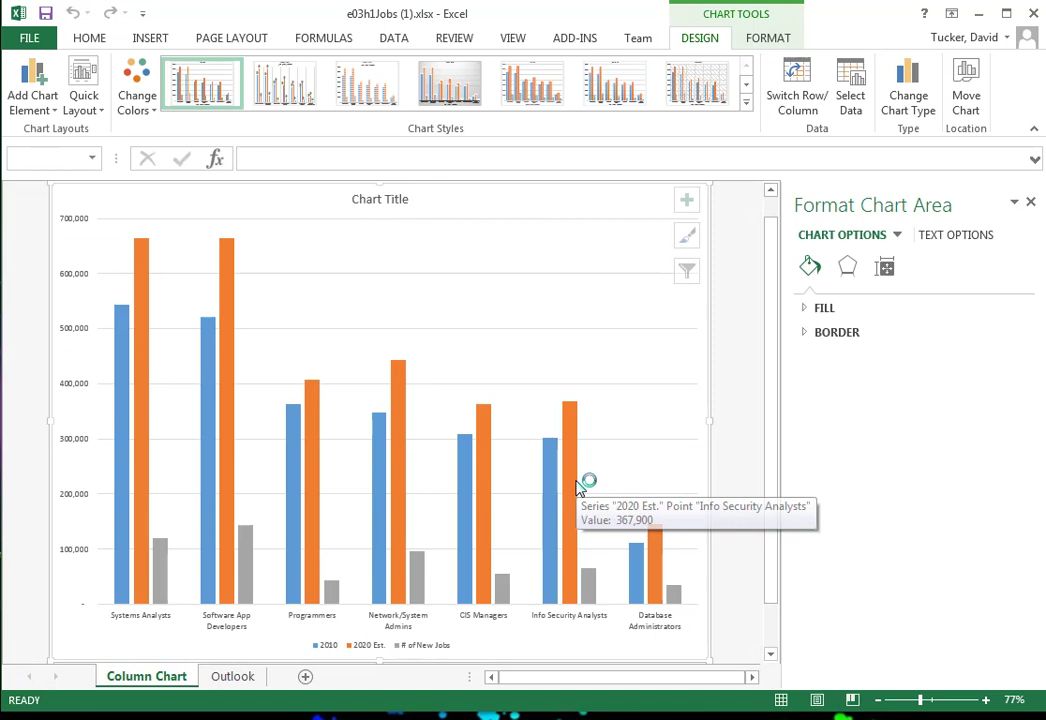 e03h1Jobs (1).xlsx - Excel
CHART TOOLS
?
FILE
HOME
INSERT
PAGE LAYOUT
FORMULAS
DATA
REVIEW
VIEW
ADD-INS
Team
DESIGN
FORMAT
Tucker, David
Add Chart
Element
Quick
Layout
Change
Colors
Switch Row/
Column
Select
Data
Change
Chart Type
Move
Chart
Chart Layouts
Chart Styles
Data
Type
Location
fx
Chart Title
700,000
600,000
500,000
400,000
300,000
200,000
100,000
-
Systems Analysts
Software App
Developers
Programmers
Network/System
Admins
CIS Managers
Info Security Analysts
Database
Administrators
2010
2020 Est.
# of New Jobs
Series "2020 Est." Point "Info Security Analysts"
Value: 367,900
Format Chart Area
CHART OPTIONS
TEXT OPTIONS
FILL
BORDER
Column Chart
Outlook
READY
77%